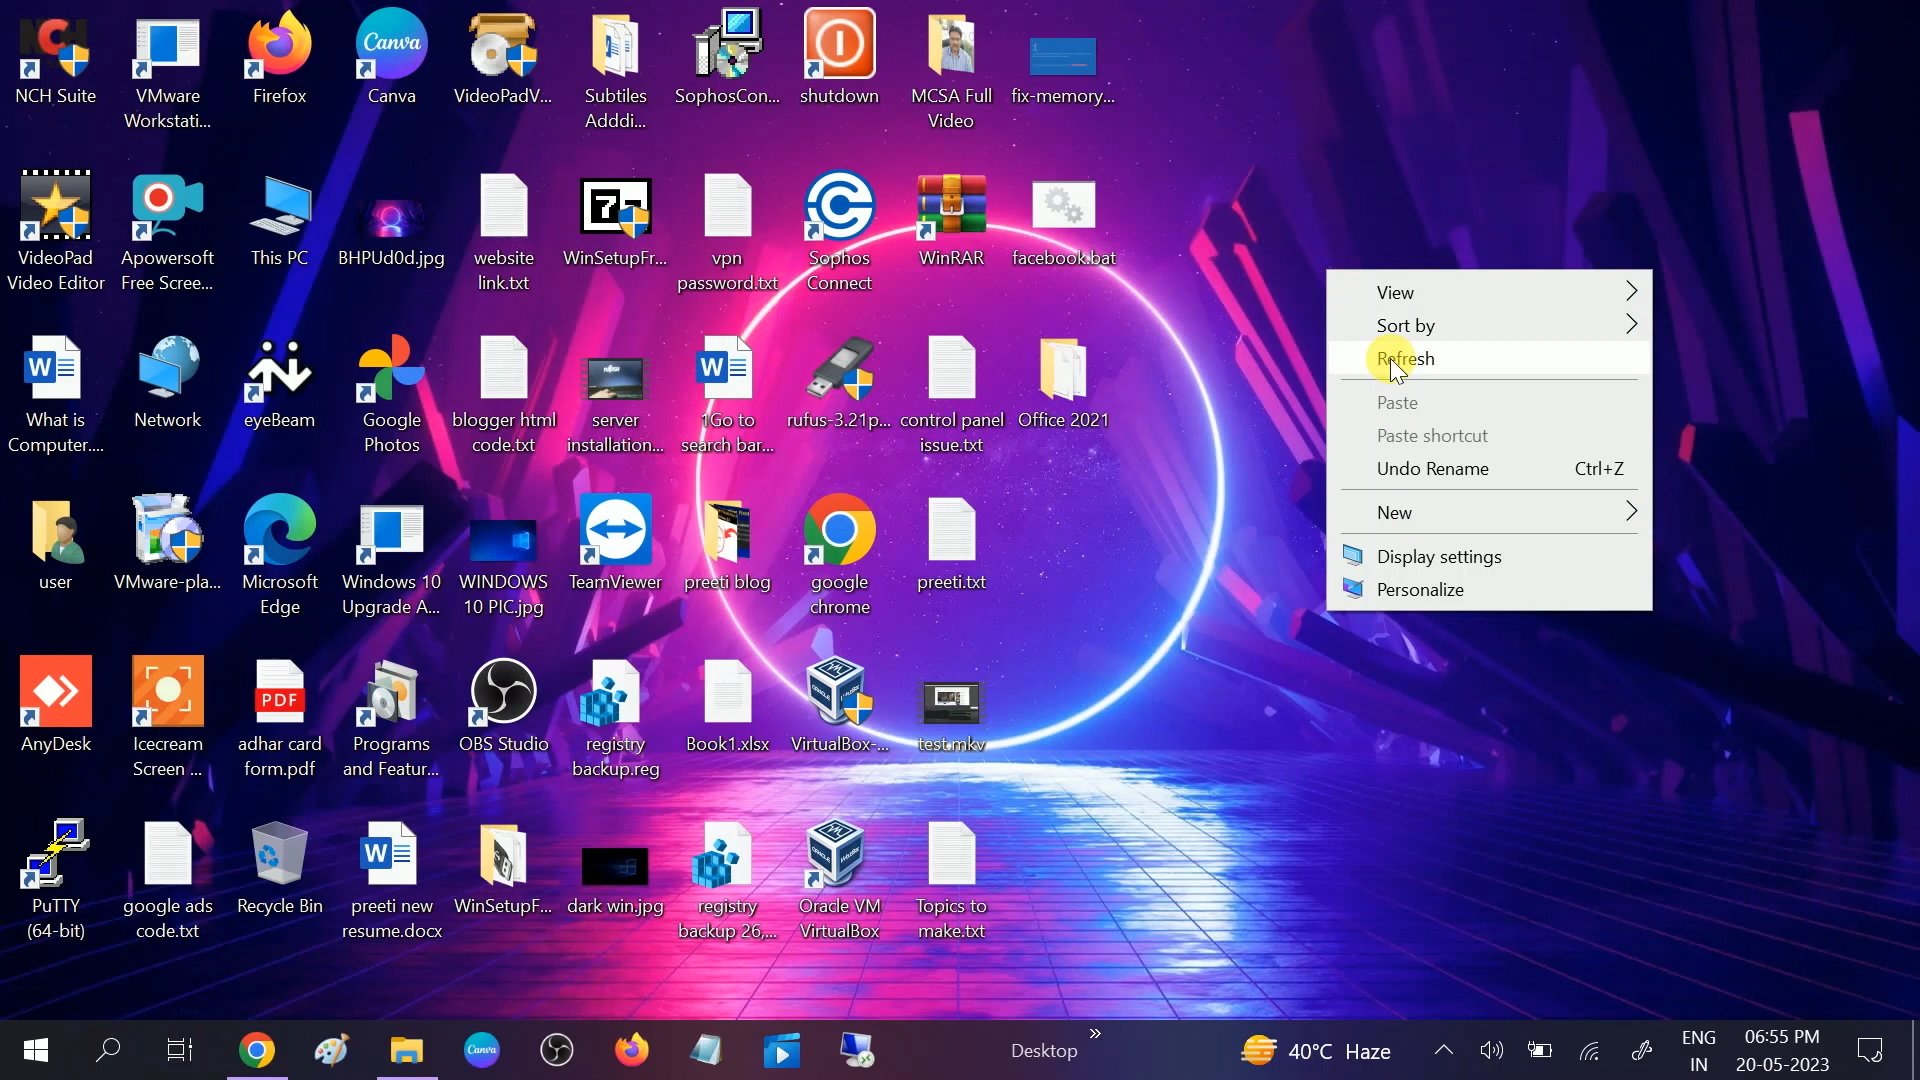 NCH Suite
VMware
Workstati...
Firefox
Canva
VideoPadV...
Subtiles
Adddi...
SophosCon...
shutdown
MCSA Full
Video
fix-memory...
VideoPad
Video Editor
Apowersoft
Free Scree...
This PC
BHPUd0d.jpg
website
link.txt
WinSetupFr...
vpn
password.txt
Sophos
Connect
WinRAR
facebook.bat
What is
Computer....
Network
eyeBeam
Google
Photos
blogger html
code.txt
server
installation...
1Go to
search bar...
rufus-3.21p...
control panel
issue.txt
Office 2021
user
VMware-pla...
Microsoft
Edge
Windows 10
Upgrade A...
WINDOWS
10 PIC.jpg
TeamViewer
preeti blog
google
chrome
preeti.txt
AnyDesk
Icecream
Screen ...
PDF
adhar card
form.pdf
Programs
and Featur...
OBS Studio
registry
backup.reg
Book1.xlsx
VirtualBox-...
test.mkv
PuTTY
(64-bit)
google ads
code.txt
Recycle Bin
preeti new
resume.docx
WinSetupF...
dark win.jpg
registry
backup 26,...
Oracle VM
VirtualBox
Topics to
make.txt
View
Sort by
Refresh
Paste
Paste shortcut
Undo Rename Ctrl+Z
New
Display settings
Personalize
Desktop
40°C Haze
ENG
IN
06:55 PM
20-05-2023